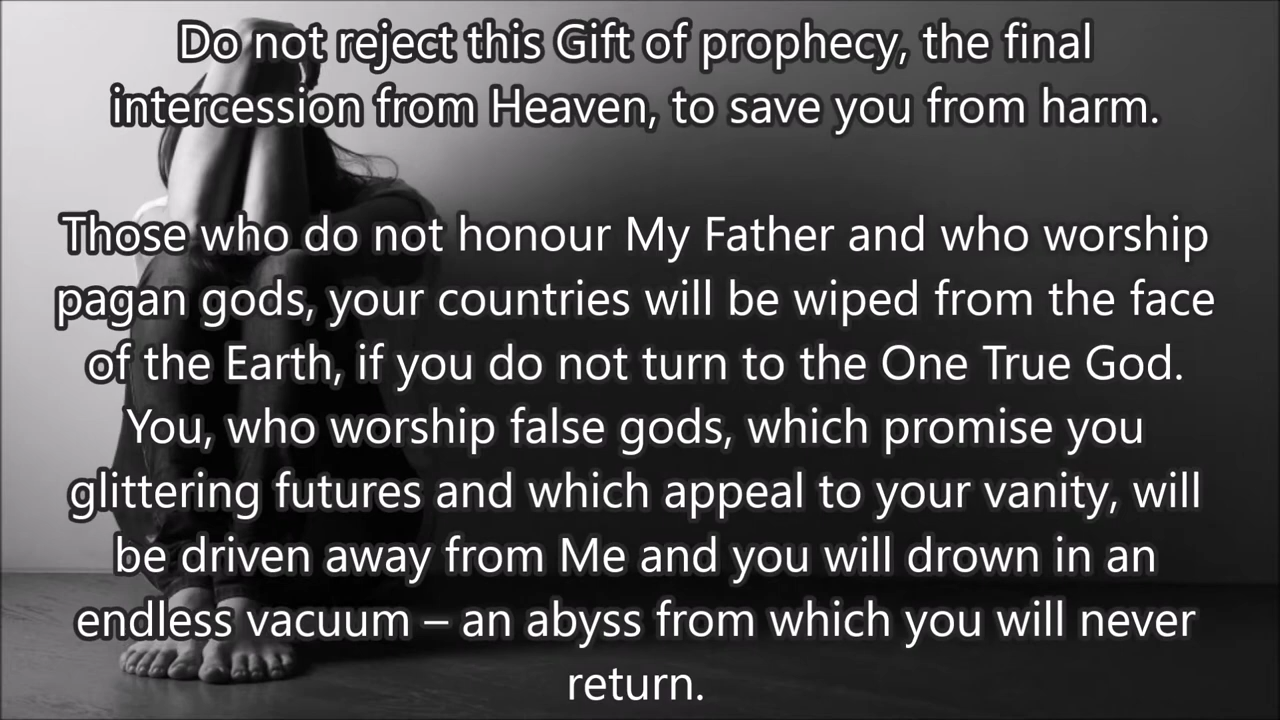 Do not reject this Gift of prophecy, the final
intercession from Heaven, to save you from harm.
Those who do not honour My Father and who worship
pagan gods, your countries will be wiped from the face
of the Earth, if you do not turn to the One True God.
You, who worship false gods, which promise you
glittering futures and which appeal to your vanity, will
be driven away from Me and you will drown in an
endless vacuum – an abyss from which you will never
return.